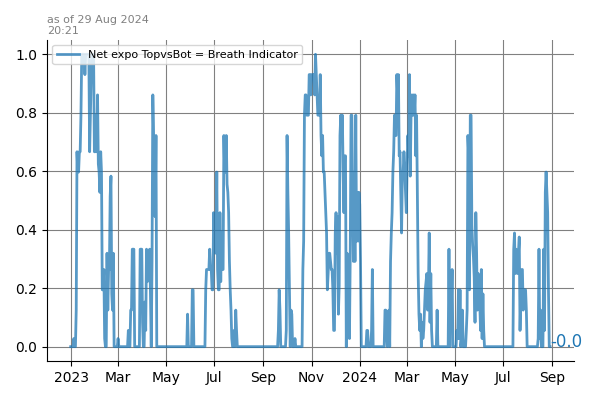 as of 29 Aug 2024
20:21
Net expo TopvsBot = Breath Indicator
1.0
0.8
0.6
0.4
0.2
0.0
-0.0
2023 Mar May Jul Sep Nov 2024 Mar May Jul Sep